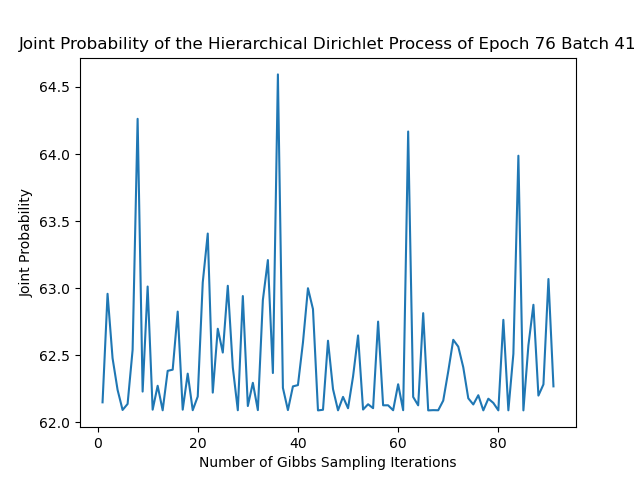 Joint Probability of the Hierarchical Dirichlet Process of Epoch 76 Batch 41
64.5
64.0
63.5
63.0
62.5
62.0
Joint Probability
0 20 40 60 80
Number of Gibbs Sampling Iterations